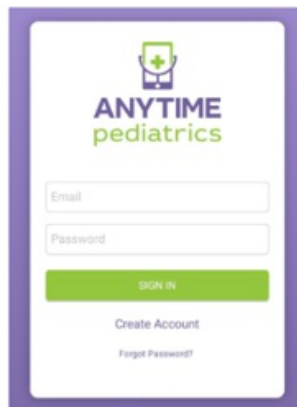 ANYTIME
pediatrics
Email
Password
SIGN IN
Create Account
Forgot Password?